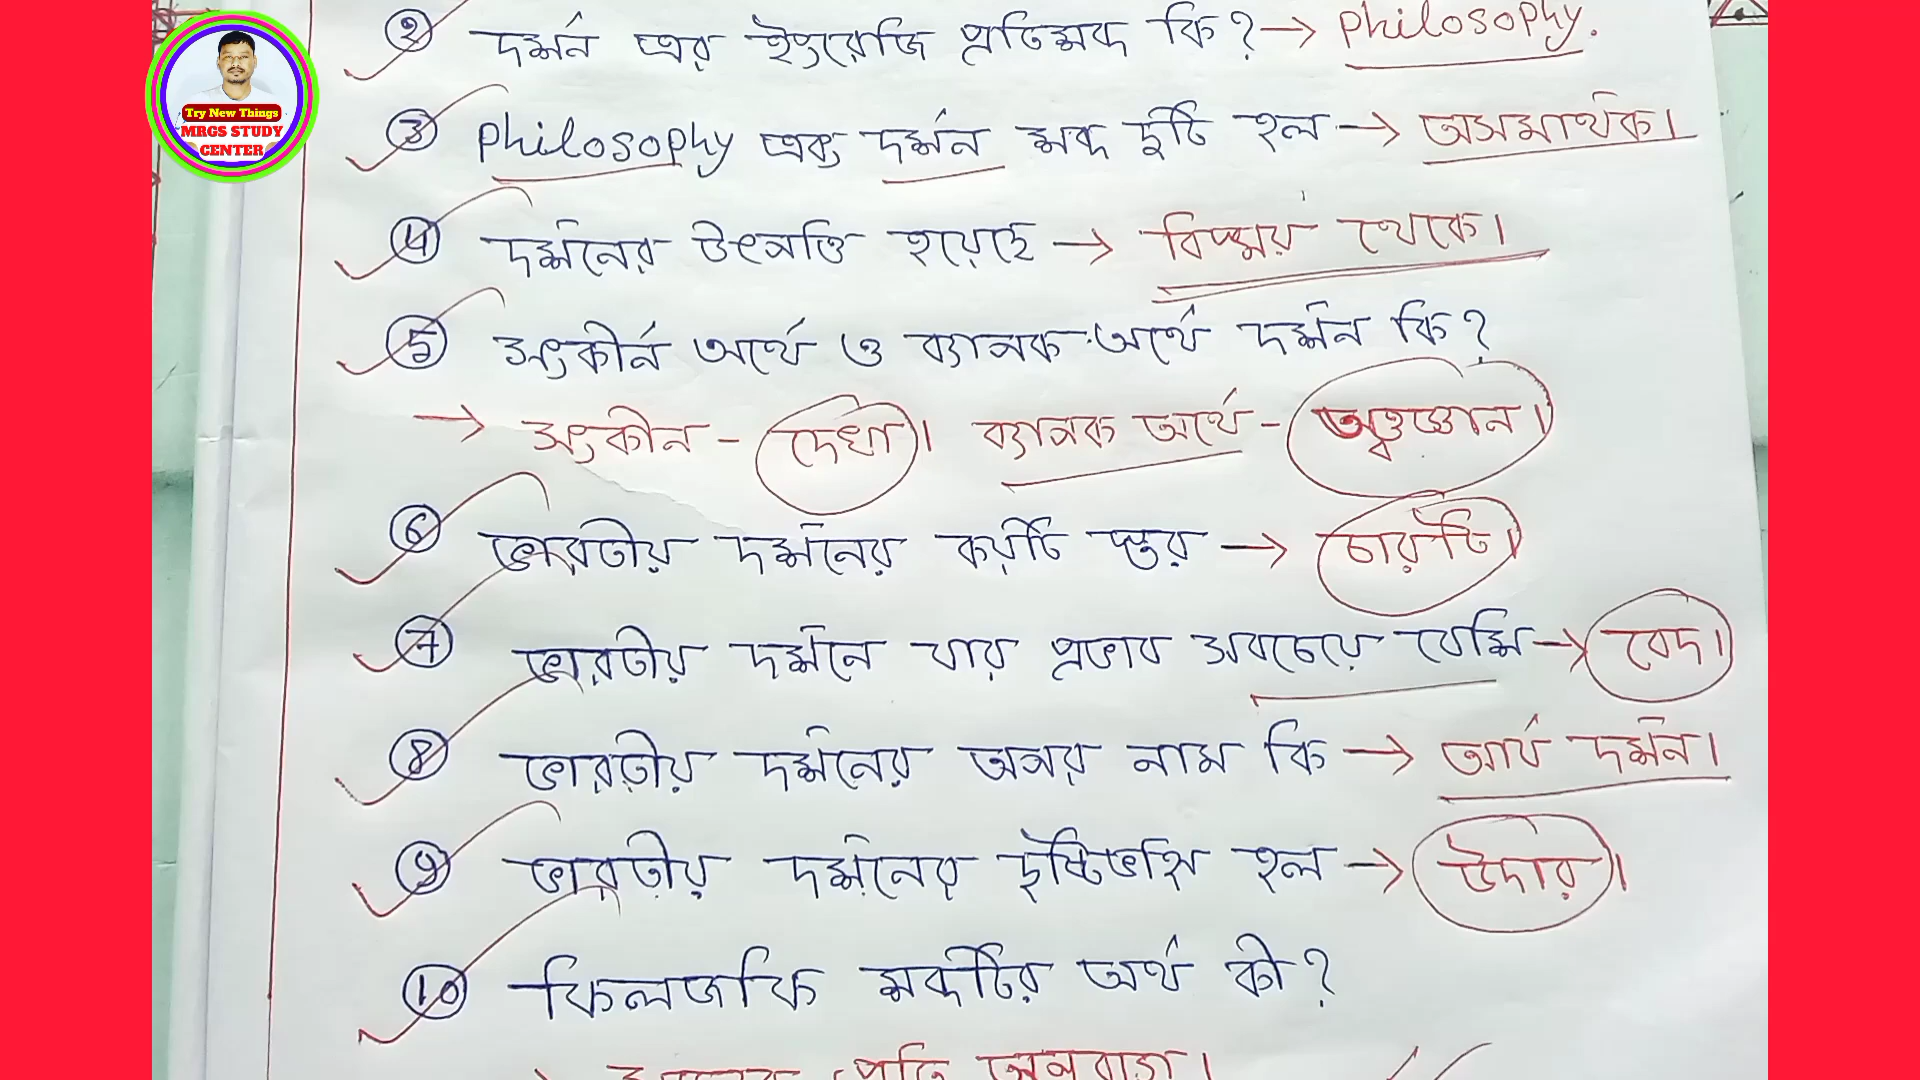 Try New Things
MRGS STUDY
CENTER
② দর্শন এর ইংরেজি প্রতিশব্দ কি? → Philosophy.
③ Philosophy এবং দর্শন শব্দ দুটি হল → অসমার্থক।
④ দর্শনের উৎপত্তি হয়েছে → বিস্ময় থেকে।
⑤ সংকীর্ন অর্থে ও ব্যাপক অর্থে দর্শন কি?
→ সংকীর্ন - দেখা। ব্যাপক অর্থে - তত্ত্বজ্ঞান।
⑥ ভারতীয় দর্শনের কয়টি স্তর → চারটি।
⑦ ভারতীয় দর্শনে যার প্রভাব সবচেয়ে বেশি → বেদ।
⑧ ভারতীয় দর্শনের অপর নাম কি → আর্য দর্শন।
⑨ ভারতীয় দর্শনের দৃষ্টিভঙ্গি হল → উদার।
⑩ ফিলজফি শব্দটির অর্থ কী?
প্রতি অনুরাগ।